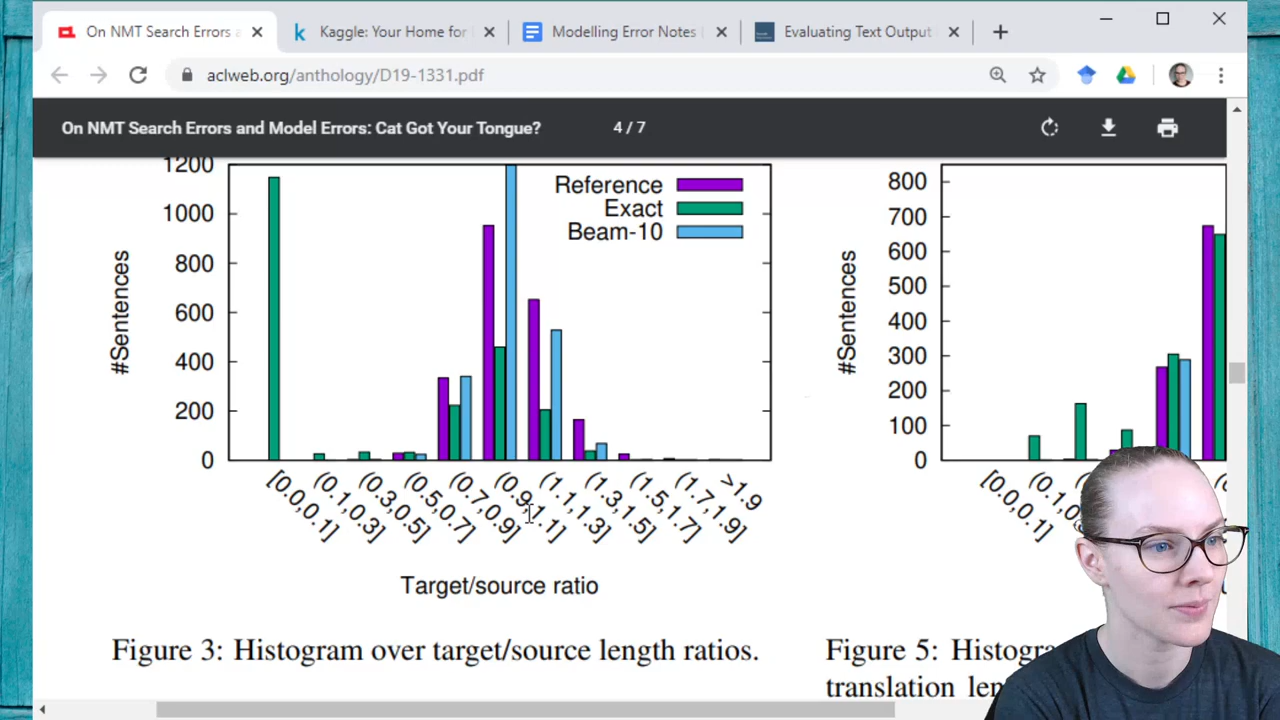 On NMT Search Errors a
Kaggle: Your Home for
Modelling Error Notes
Evaluating Text Output
aclweb.org/anthology/D19-1331.pdf
On NMT Search Errors and Model Errors: Cat Got Your Tongue?
4 / 7
1200
1000
800
600
400
200
0
#Sentences
Reference
Exact
Beam-10
[0.0,0.1]
(0.1,0.3]
(0.3,0.5]
(0.5,0.7]
(0.7,0.9]
(0.9,1.1]
(1.1,1.3]
(1.3,1.5]
(1.5,1.7]
(1.7,1.9]
>1.9
Target/source ratio
Figure 3: Histogram over target/source length ratios.
800
700
600
500
400
300
200
100
0
#Sentences
[0.0,0.1]
Figure 5: Histogra
translation len